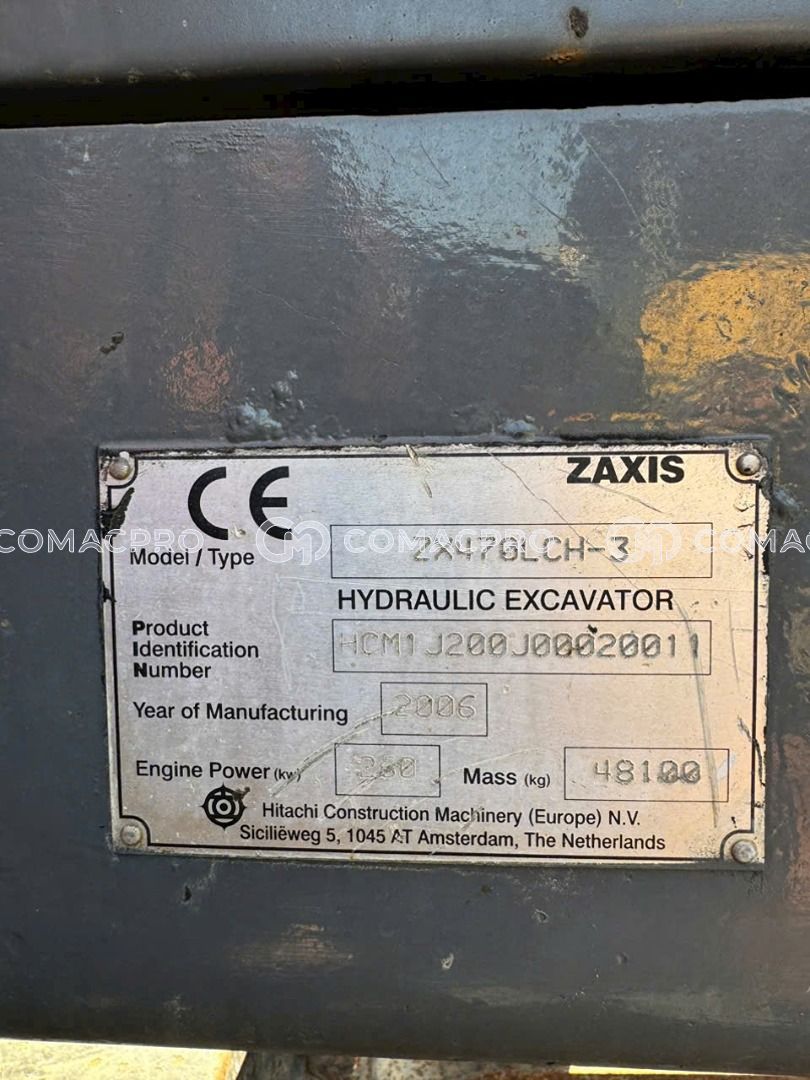 CE ZAXIS
COMACPRO COMACPRO COMACPRO
Model / Type ZX470LCH-3
HYDRAULIC EXCAVATOR
Product
Identification HCM1J200J00020011
Number
Year of Manufacturing 2006
Engine Power (kw) 260 Mass (kg) 48100
Hitachi Construction Machinery (Europe) N.V.
Siciliëweg 5, 1045 AT Amsterdam, The Netherlands